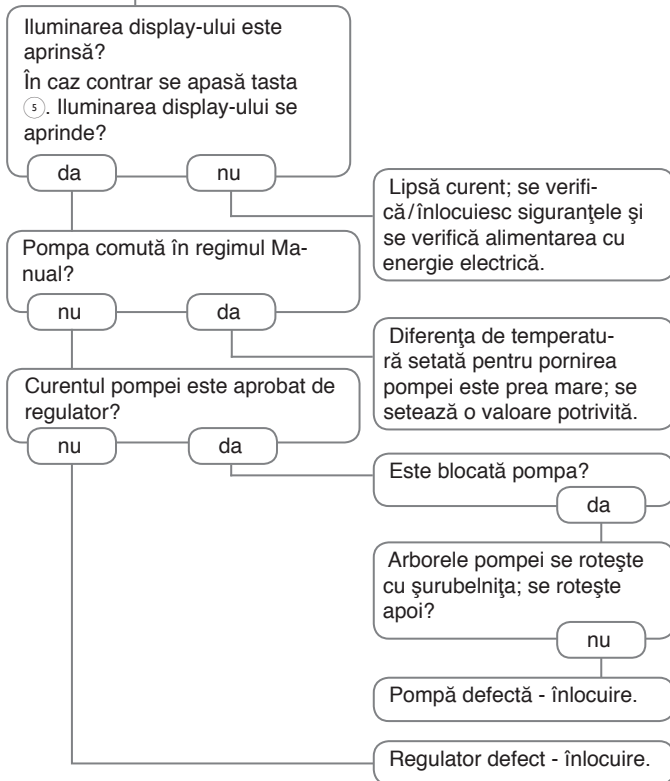 Iluminarea display-ului este
aprinsă?
În caz contrar se apasă tasta
⑤. Iluminarea display-ului se
aprinde?
da
nu
Lipsă curent; se verifi-
că/înlocuiesc siguranţele şi
se verifică alimentarea cu
energie electrică.
Pompa comută în regimul Ma-
nual?
nu
da
Diferenţa de temperatu-
ră setată pentru pornirea
pompei este prea mare; se
setează o valoare potrivită.
Curentul pompei este aprobat de
regulator?
nu
da
Este blocată pompa?
da
Arborele pompei se roteşte
cu şurubelniţa; se roteşte
apoi?
nu
Pompă defectă - înlocuire.
Regulator defect - înlocuire.